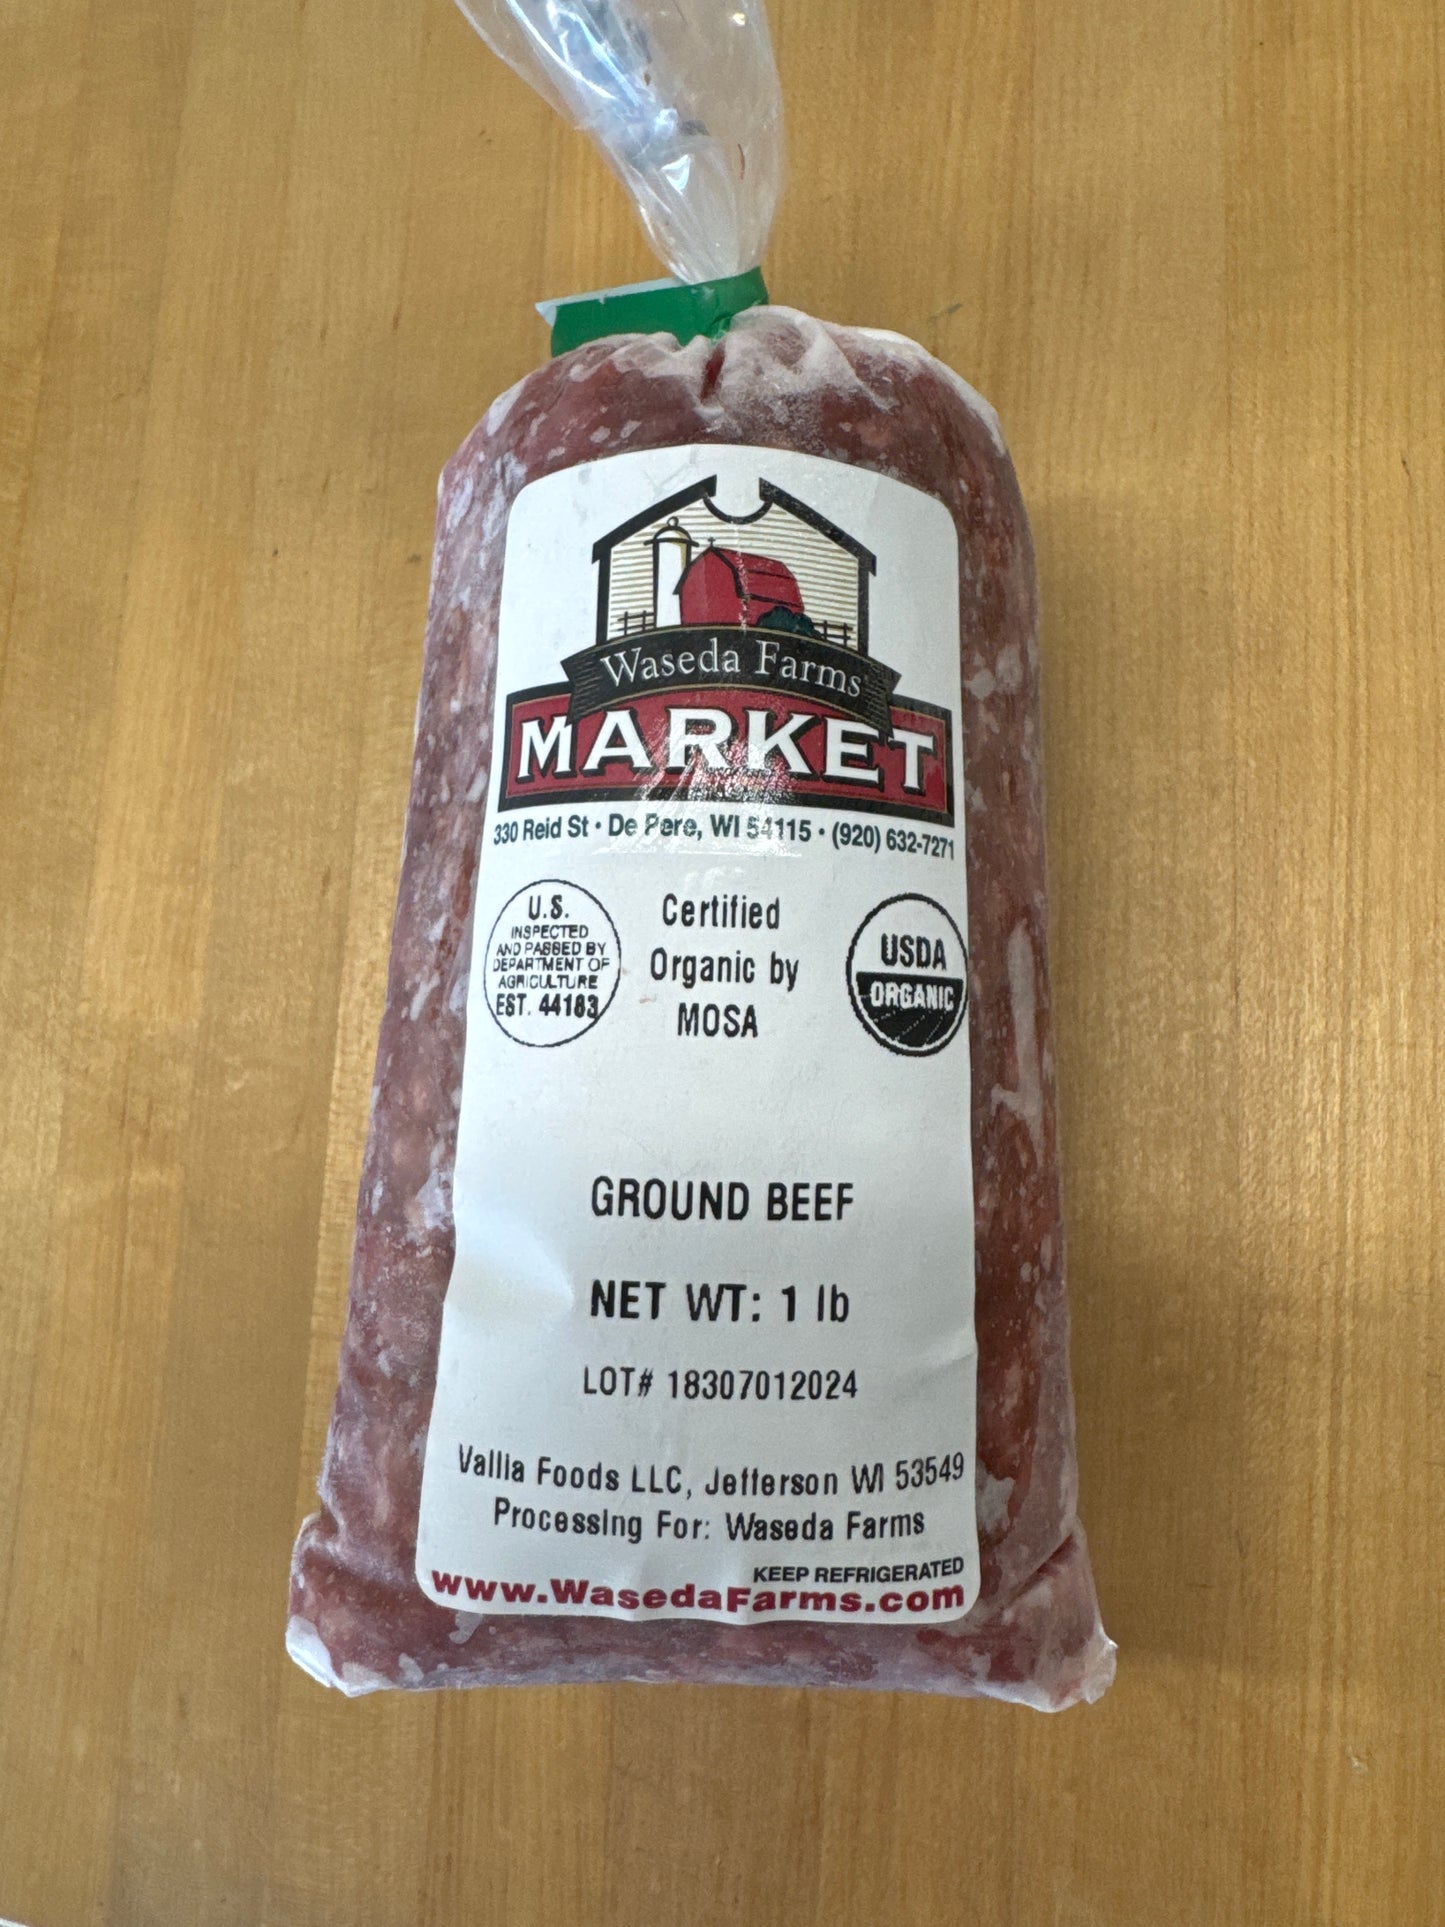 Waseda Farms
MARKET
330 Reid St • De Pere, WI 54115 • (920) 632-7271
U.S.
INSPECTED
AND PASSED BY
DEPARTMENT OF
AGRICULTURE
EST. 44183
Certified
Organic by
MOSA
USDA
ORGANIC
GROUND BEEF
NET WT: 1 lb
LOT# 18307012024
Vallia Foods LLC, Jefferson WI 53549
Processing For: Waseda Farms
KEEP REFRIGERATED
www.WasedaFarms.com